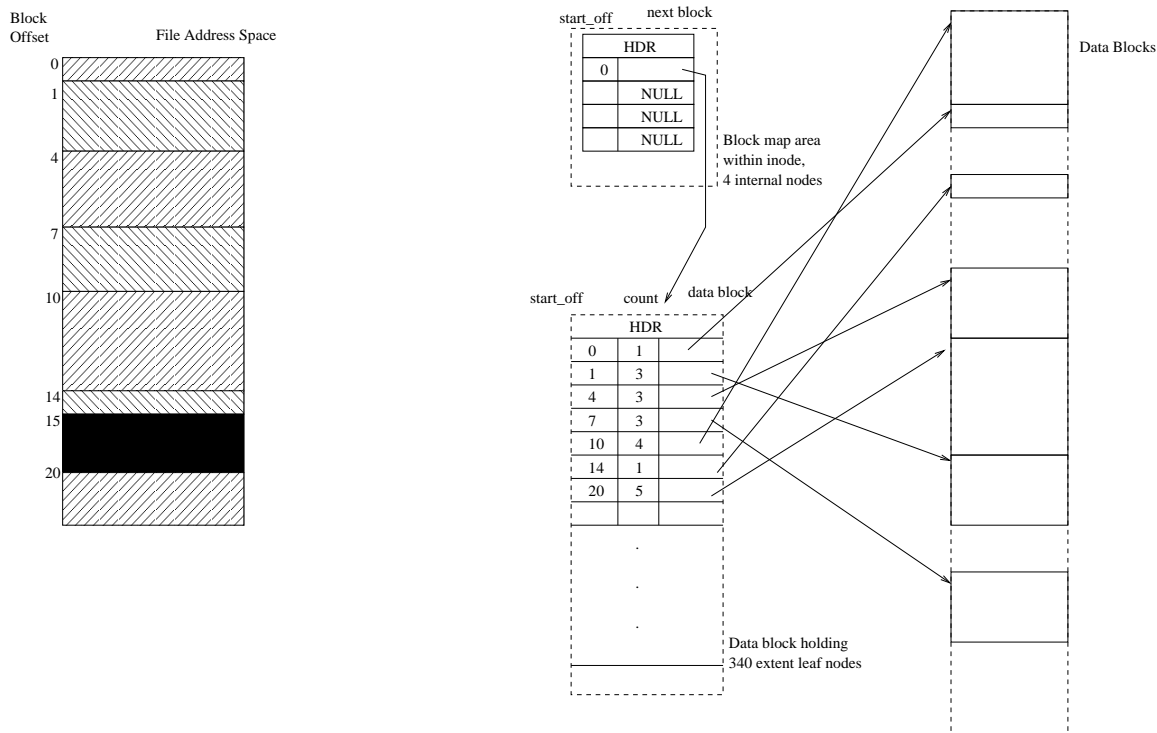 Block
Offset
File Address Space
0
1
4
7
10
14
15
20
start_off next block
HDR
0
NULL
NULL
NULL
Block map area
within inode,
4 internal nodes
start_off count data block
HDR
0 1
1 3
4 3
7 3
10 4
14 1
20 5
.
.
.
Data block holding
340 extent leaf nodes
Data Blocks